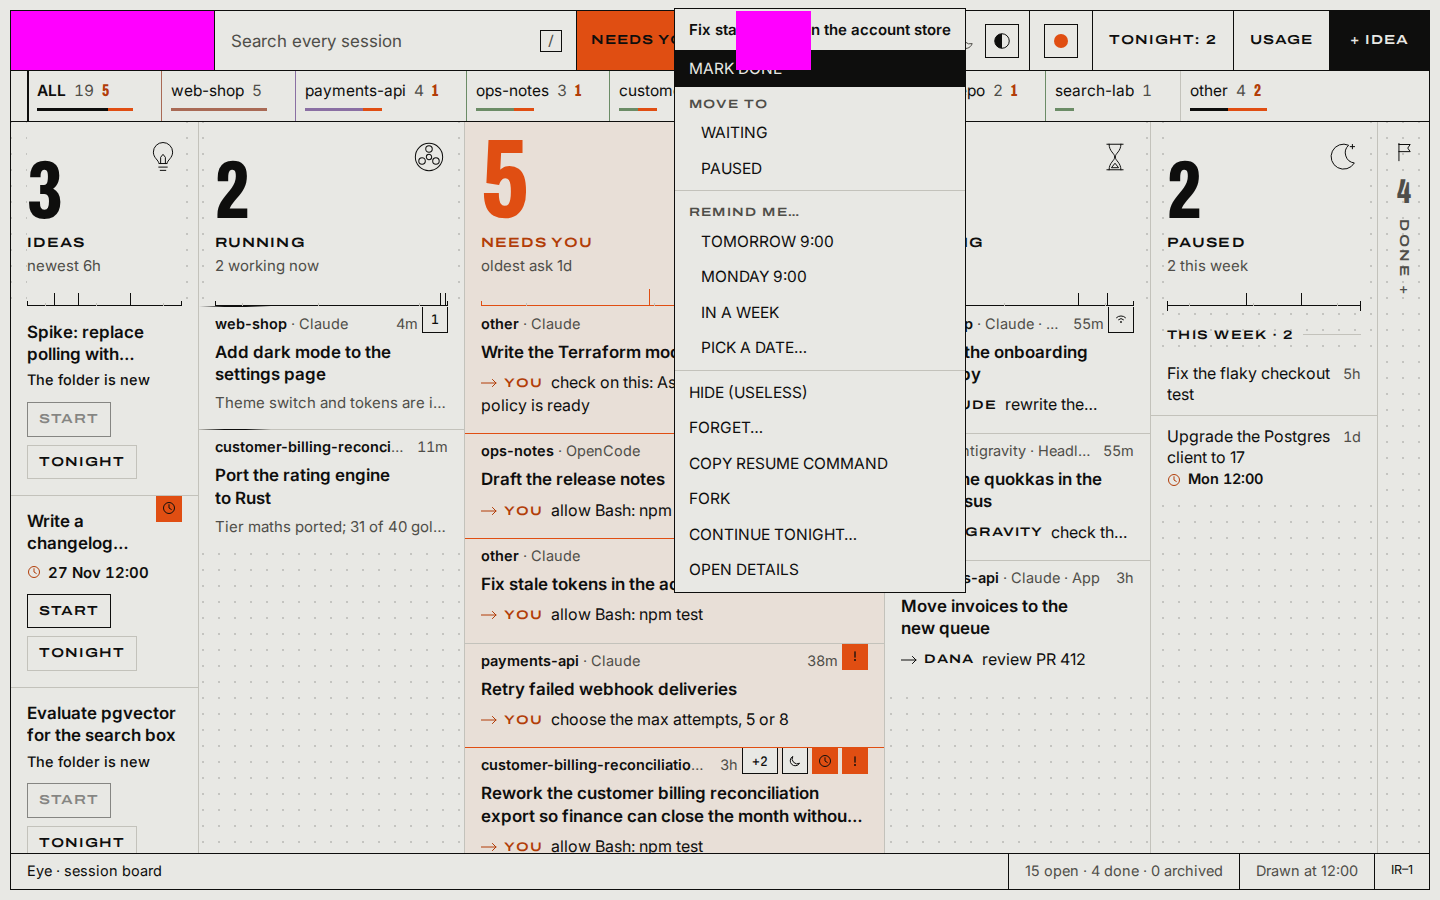 Search every session
/
NEEDS
TONIGHT: 2
USAGE
+ IDEA
ALL 19 5
web-shop 5
payments-api 4 1
ops-notes 3 1
2 1
search-lab 1
other 4 2
3
IDEAS
newest 6h
Spike: replace
polling with…
The folder is new
START
TONIGHT
Write a
changelog…
27 Nov 12:00
START
TONIGHT
Evaluate pgvector
for the search box
The folder is new
START
TONIGHT
2
RUNNING
2 working now
web-shop · Claude 4m 1
Add dark mode to the
settings page
Theme switch and tokens are i…
customer-billing-reconci… 11m
Port the rating engine
to Rust
Tier maths ported; 31 of 40 gol…
5
NEEDS YOU
oldest ask 1d
other · Claude
Write the Terraform
→ YOU check on this:
policy is ready
ops-notes · OpenCode
Draft the release notes
→ YOU allow Bash: npm
other · Claude
Fix stale tokens in the
→ YOU allow Bash: npm test
payments-api · Claude 38m !
Retry failed webhook deliveries
→ YOU choose the max attempts, 5 or 8
customer-billing-reconciliatio… 3h +2 !
Rework the customer billing reconciliation
export so finance can close the month withou…
→ YOU allow Bash: npm test
Fix
the account store
MARK DONE
MOVE TO
WAITING
PAUSED
REMIND ME…
TOMORROW 9:00
MONDAY 9:00
IN A WEEK
PICK A DATE…
HIDE (USELESS)
FORGET…
COPY RESUME COMMAND
FORK
CONTINUE TONIGHT…
OPEN DETAILS
· Claude · … 55m
the onboarding
rewrite the…
· Headl… 55m
quokkas in the
check th…
· Claude · App 3h
Move invoices to the
new queue
→ DANA review PR 412
2
PAUSED
2 this week
THIS WEEK · 2
Fix the flaky checkout 5h
test
Upgrade the Postgres 1d
client to 17
Mon 12:00
4
DONE +
Eye · session board
15 open · 4 done · 0 archived
Drawn at 12:00
IR–1